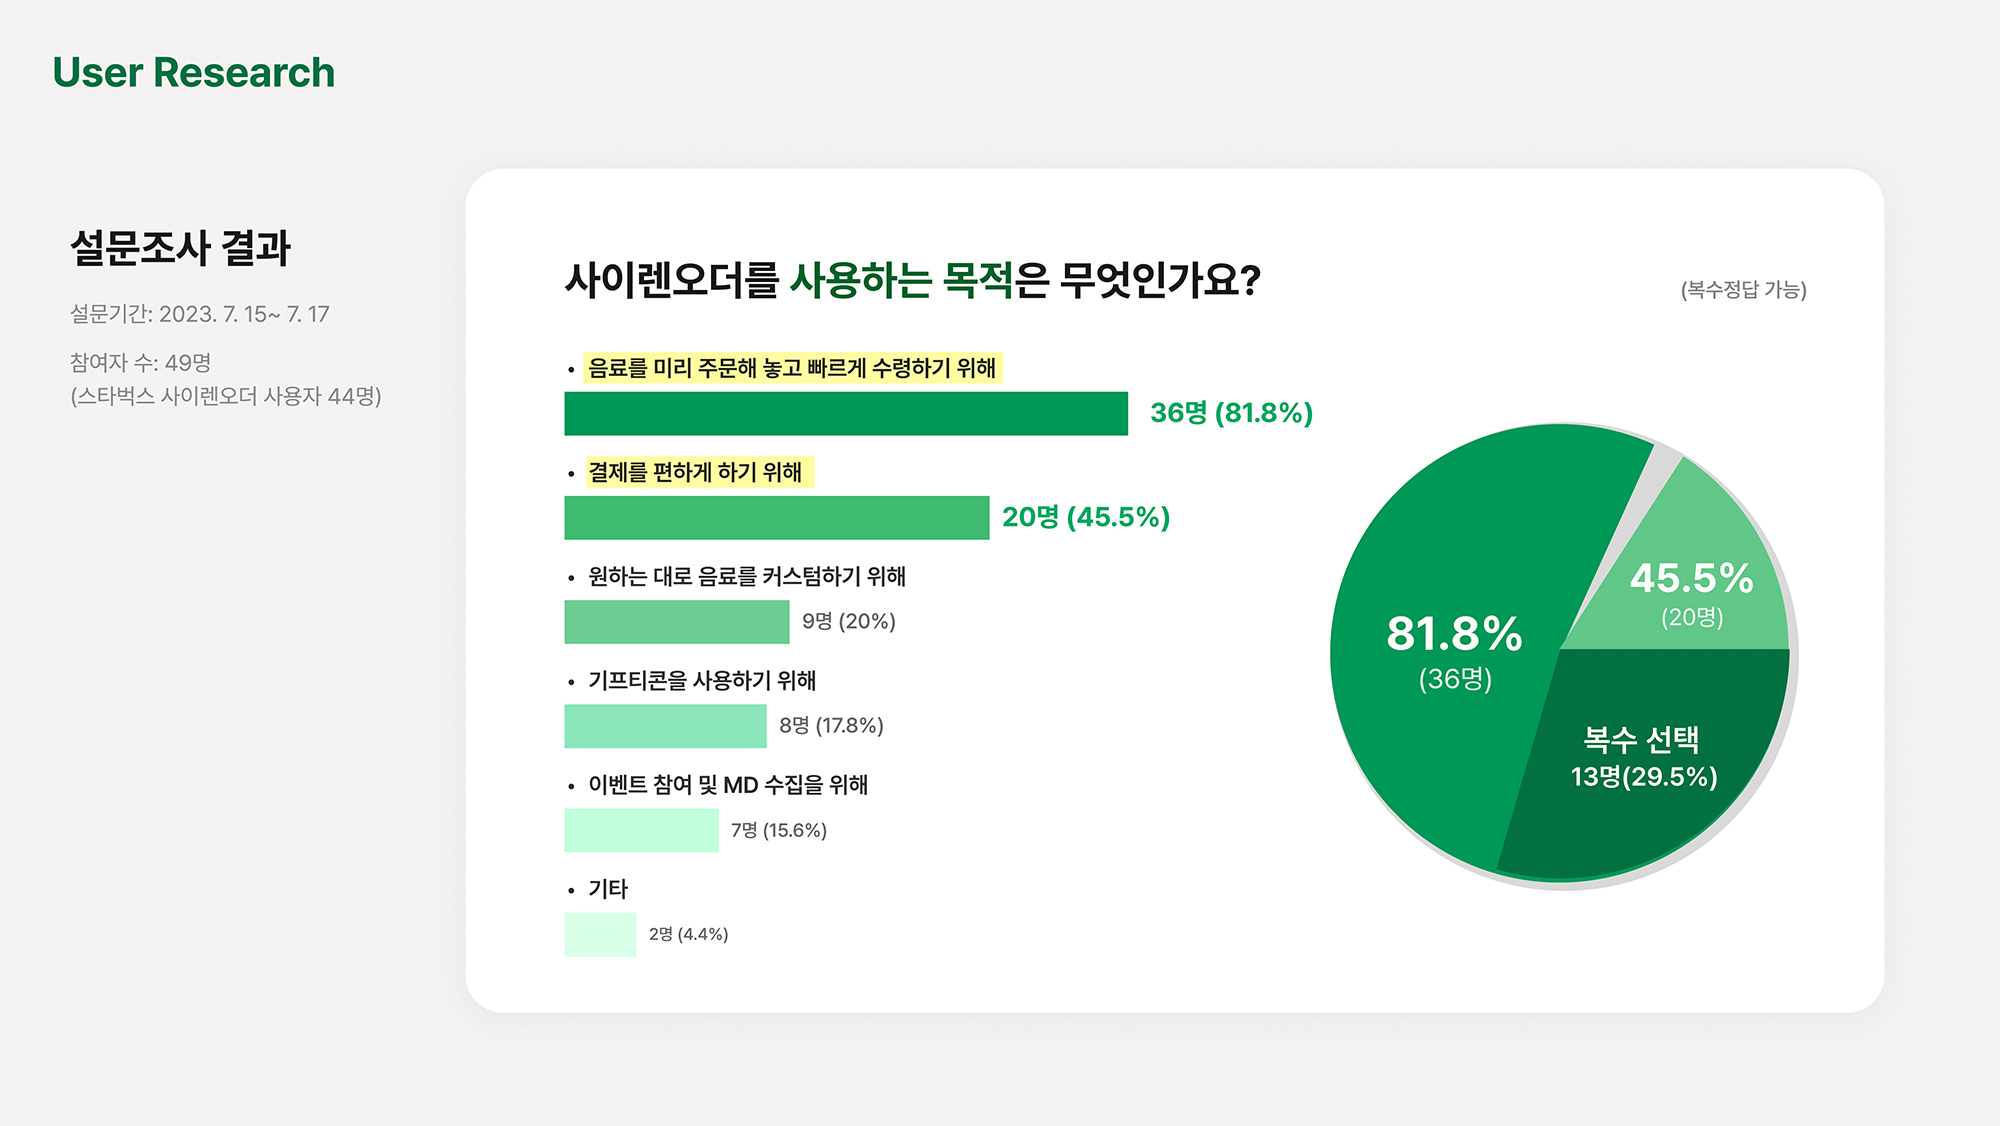 User Research
설문조사 결과
설문기간: 2023. 7. 15~ 7. 17
참여자 수: 49명
(스타벅스 사이렌오더 사용자 44명)
사이렌오더를 사용하는 목적은 무엇인가요?
(복수정답 가능)
• 음료를 미리 주문해 놓고 빠르게 수령하기 위해
36명 (81.8%)
• 결제를 편하게 하기 위해
20명 (45.5%)
• 원하는 대로 음료를 커스텀하기 위해
9명 (20%)
• 기프티콘을 사용하기 위해
8명 (17.8%)
• 이벤트 참여 및 MD 수집을 위해
7명 (15.6%)
• 기타
2명 (4.4%)
45.5%
(20명)
81.8%
(36명)
복수 선택
13명(29.5%)